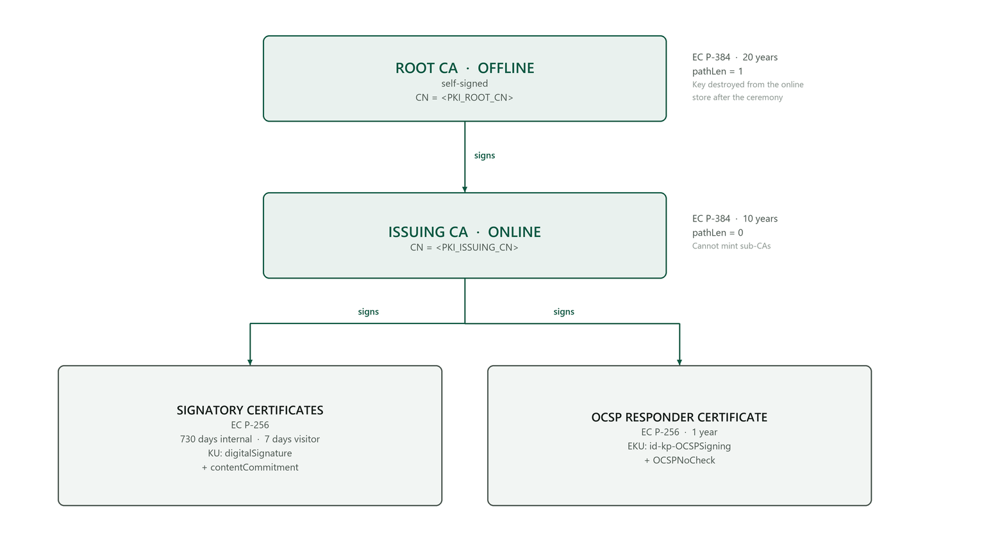 ROOT CA · OFFLINE
self-signed
CN = <PKI_ROOT_CN>
EC P-384 · 20 years
pathLen = 1
Key destroyed from the online
store after the ceremony
signs
ISSUING CA · ONLINE
CN = <PKI_ISSUING_CN>
EC P-384 · 10 years
pathLen = 0
Cannot mint sub-CAs
signs
signs
SIGNATORY CERTIFICATES
EC P-256
730 days internal · 7 days visitor
KU: digitalSignature
+ contentCommitment
OCSP RESPONDER CERTIFICATE
EC P-256 · 1 year
EKU: id-kp-OCSPSigning
+ OCSPNoCheck